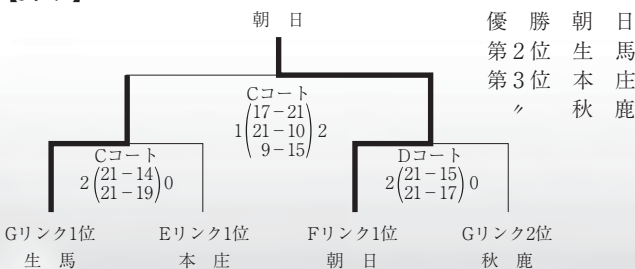 朝 日
優 勝 朝 日
第2位 生 馬
第3位 本 庄
〃 秋 鹿
Cコート
1(17-21 21-10 9-15)2
Cコート
2(21-14 21-19)0
Dコート
2(21-15 21-17)0
Gリンク1位
Eリンク1位
Fリンク1位
Gリンク2位
生 馬
本 庄
朝 日
秋 鹿